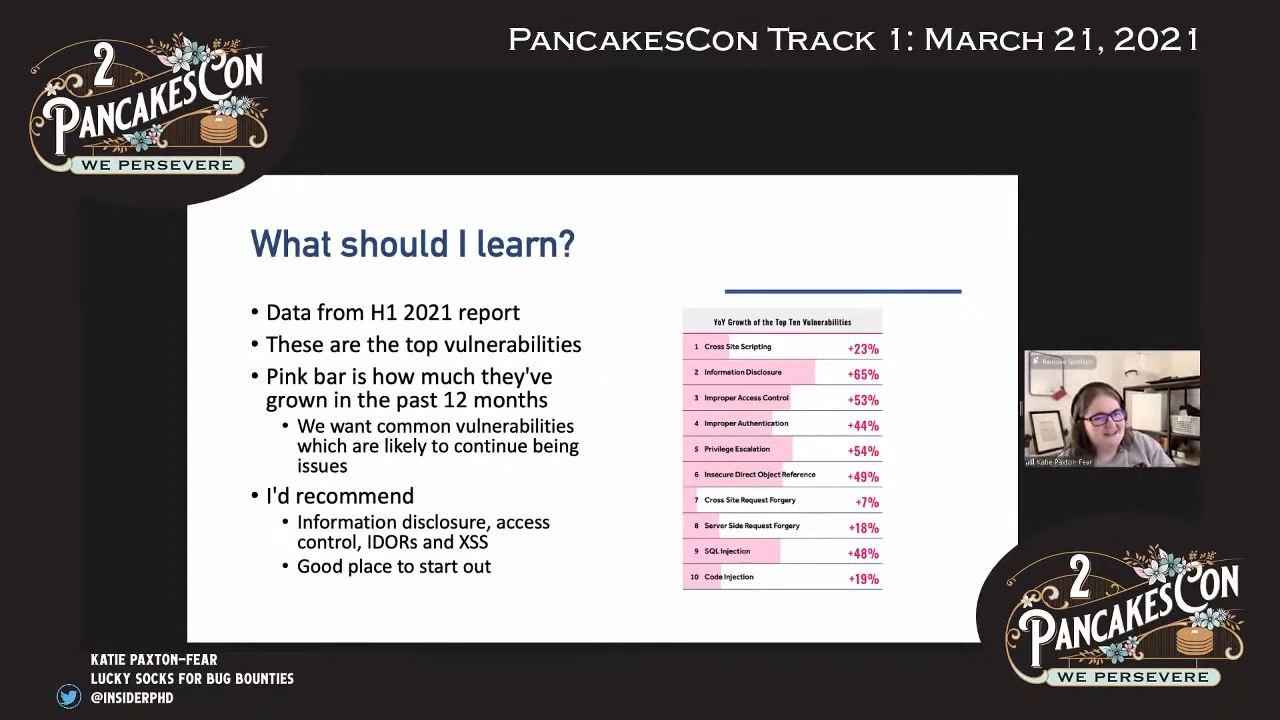 PANCAKESCON TRACK 1: MARCH 21, 2021
2
PANCAKESCON
WE PERSEVERE
What should I learn?
• Data from H1 2021 report
• These are the top vulnerabilities
• Pink bar is how much they've
grown in the past 12 months
• We want common vulnerabilities
which are likely to continue being
issues
• I'd recommend
• Information disclosure, access
control, IDORs and XSS
• Good place to start out
YoY Growth of the Top Ten Vulnerabilities
1 Cross Site Scripting +23%
2 Information Disclosure +65%
3 Improper Access Control +53%
4 Improper Authentication +44%
5 Privilege Escalation +54%
6 Insecure Direct Object Reference +49%
7 Cross Site Request Forgery +7%
8 Server Side Request Forgery +18%
9 SQL Injection +48%
10 Code Injection +19%
Remove Spotlight
Katie Paxton-Fear
KATIE PAXTON-FEAR
LUCKY SOCKS FOR BUG BOUNTIES
@INSIDERPHD
2
PANCAKESCON
WE PERSEVERE